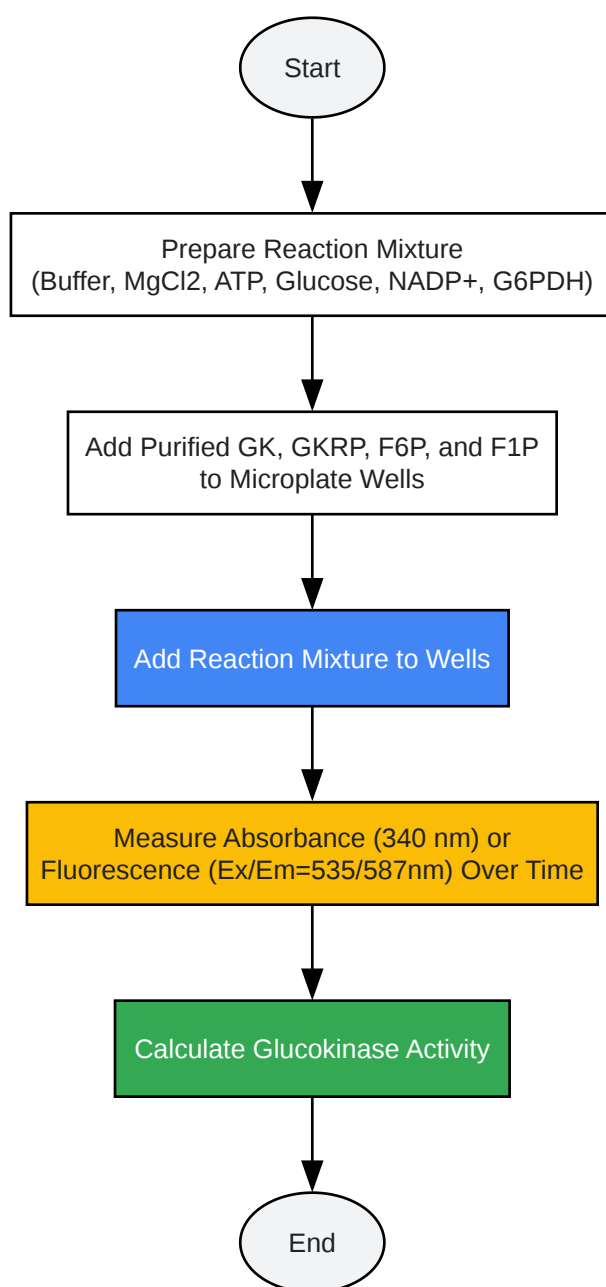 Start
Prepare Reaction Mixture
(Buffer, MgCl2, ATP, Glucose, NADP+, G6PDH)
Add Purified GK, GKRP, F6P, and F1P
to Microplate Wells
Add Reaction Mixture to Wells
Measure Absorbance (340 nm) or
Fluorescence (Ex/Em=535/587nm) Over Time
Calculate Glucokinase Activity
End